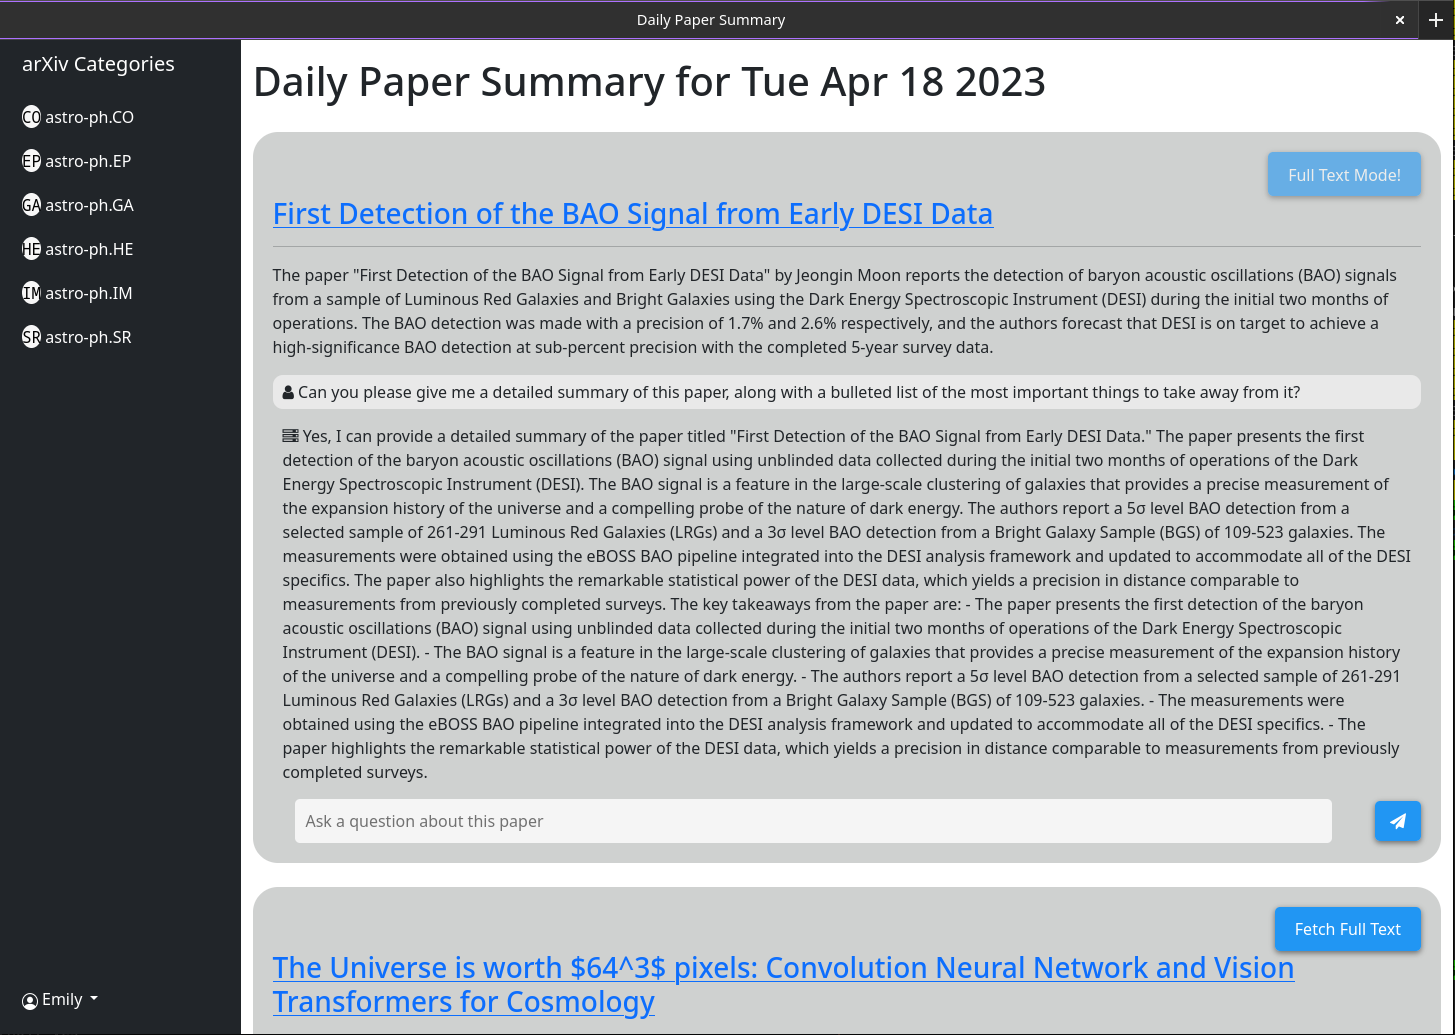 Daily Paper Summary
arXiv Categories
CO astro-ph.CO
EP astro-ph.EP
GA astro-ph.GA
HE astro-ph.HE
IM astro-ph.IM
SR astro-ph.SR
Emily
Daily Paper Summary for Tue Apr 18 2023
Full Text Mode!
First Detection of the BAO Signal from Early DESI Data
The paper "First Detection of the BAO Signal from Early DESI Data" by Jeongin Moon reports the detection of baryon acoustic oscillations (BAO) signals
from a sample of Luminous Red Galaxies and Bright Galaxies using the Dark Energy Spectroscopic Instrument (DESI) during the initial two months of
operations. The BAO detection was made with a precision of 1.7% and 2.6% respectively, and the authors forecast that DESI is on target to achieve a
high-significance BAO detection at sub-percent precision with the completed 5-year survey data.
Can you please give me a detailed summary of this paper, along with a bulleted list of the most important things to take away from it?
Yes, I can provide a detailed summary of the paper titled "First Detection of the BAO Signal from Early DESI Data." The paper presents the first
detection of the baryon acoustic oscillations (BAO) signal using unblinded data collected during the initial two months of operations of the Dark
Energy Spectroscopic Instrument (DESI). The BAO signal is a feature in the large-scale clustering of galaxies that provides a precise measurement of
the expansion history of the universe and a compelling probe of the nature of dark energy. The authors report a 5σ level BAO detection from a
selected sample of 261-291 Luminous Red Galaxies (LRGs) and a 3σ level BAO detection from a Bright Galaxy Sample (BGS) of 109-523 galaxies. The
measurements were obtained using the eBOSS BAO pipeline integrated into the DESI analysis framework and updated to accommodate all of the DESI
specifics. The paper also highlights the remarkable statistical power of the DESI data, which yields a precision in distance comparable to
measurements from previously completed surveys. The key takeaways from the paper are: - The paper presents the first detection of the baryon
acoustic oscillations (BAO) signal using unblinded data collected during the initial two months of operations of the Dark Energy Spectroscopic
Instrument (DESI). - The BAO signal is a feature in the large-scale clustering of galaxies that provides a precise measurement of the expansion history
of the universe and a compelling probe of the nature of dark energy. - The authors report a 5σ level BAO detection from a selected sample of 261-291
Luminous Red Galaxies (LRGs) and a 3σ level BAO detection from a Bright Galaxy Sample (BGS) of 109-523 galaxies. - The measurements were
obtained using the eBOSS BAO pipeline integrated into the DESI analysis framework and updated to accommodate all of the DESI specifics. - The
paper highlights the remarkable statistical power of the DESI data, which yields a precision in distance comparable to measurements from previously
completed surveys.
Ask a question about this paper
Fetch Full Text
The Universe is worth $64^3$ pixels: Convolution Neural Network and Vision
Transformers for Cosmology